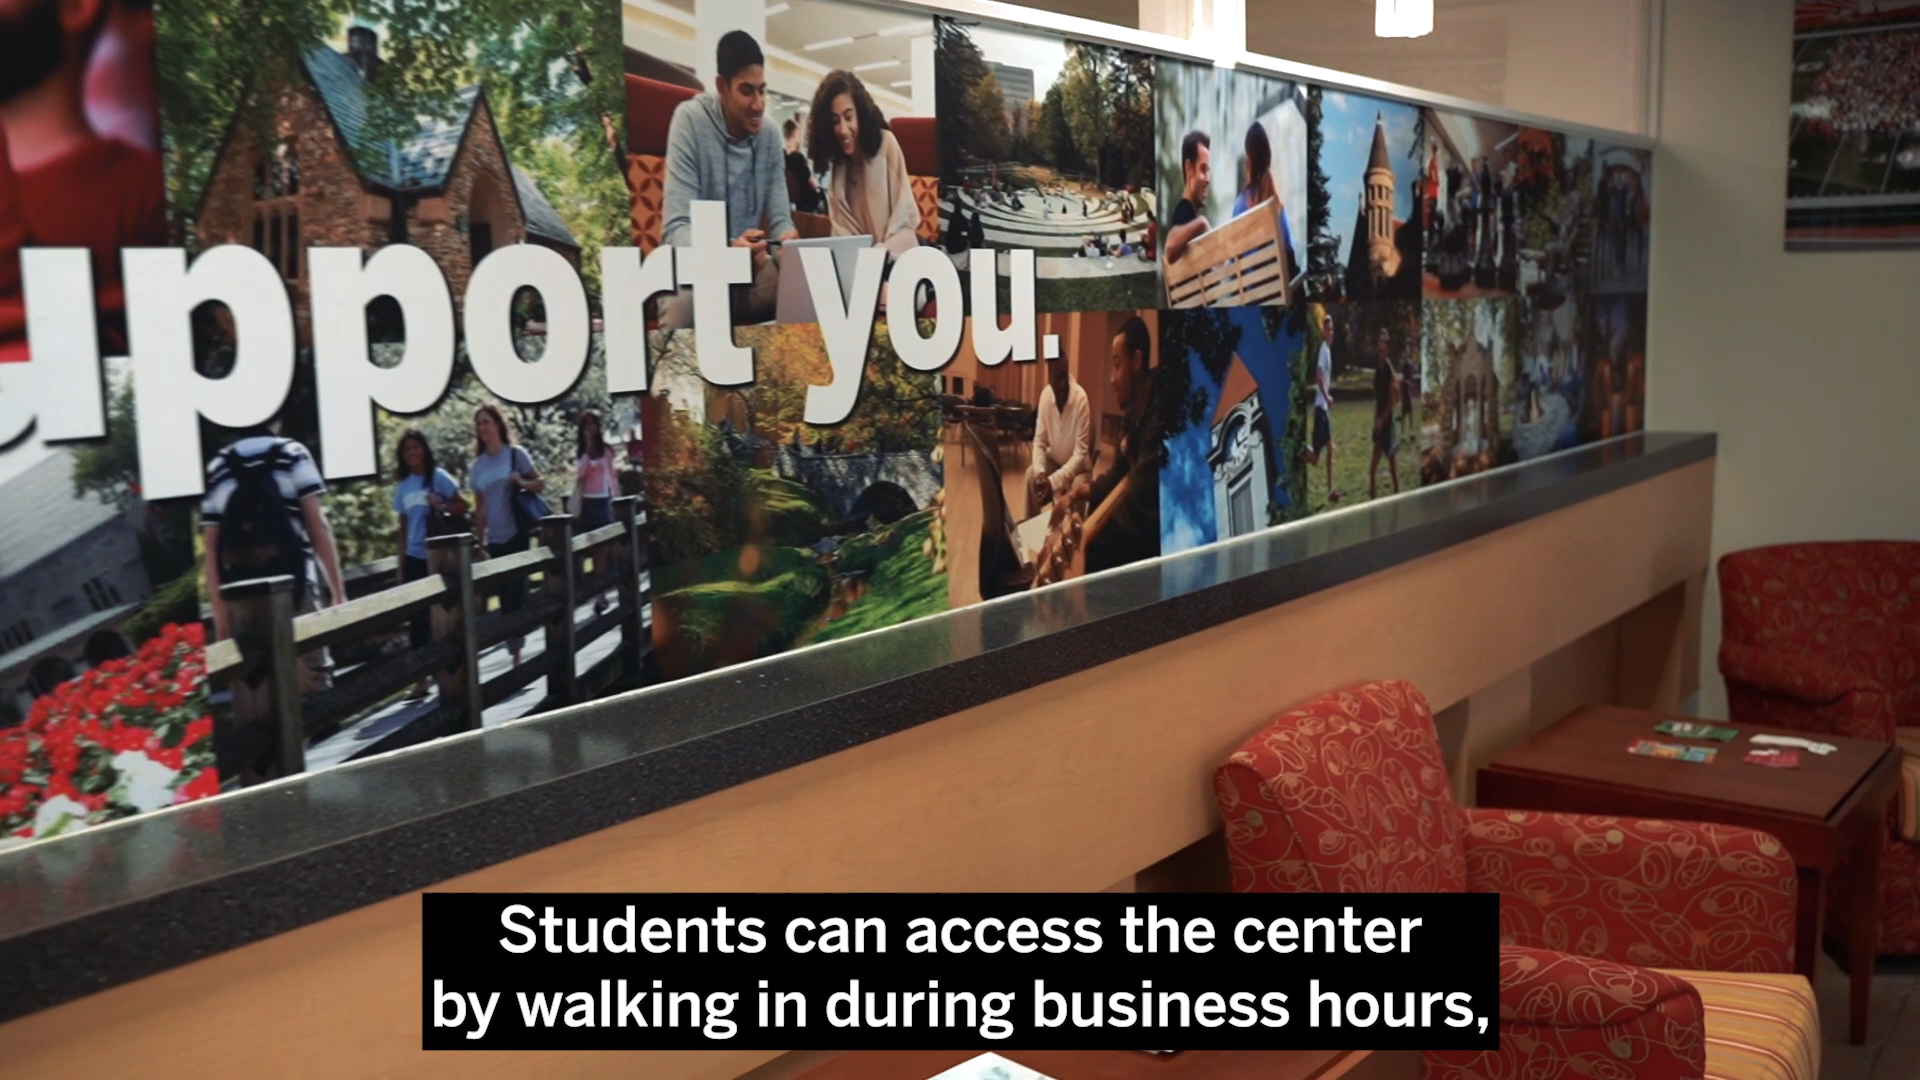 upport you.
Students can access the center
by walking in during business hours,